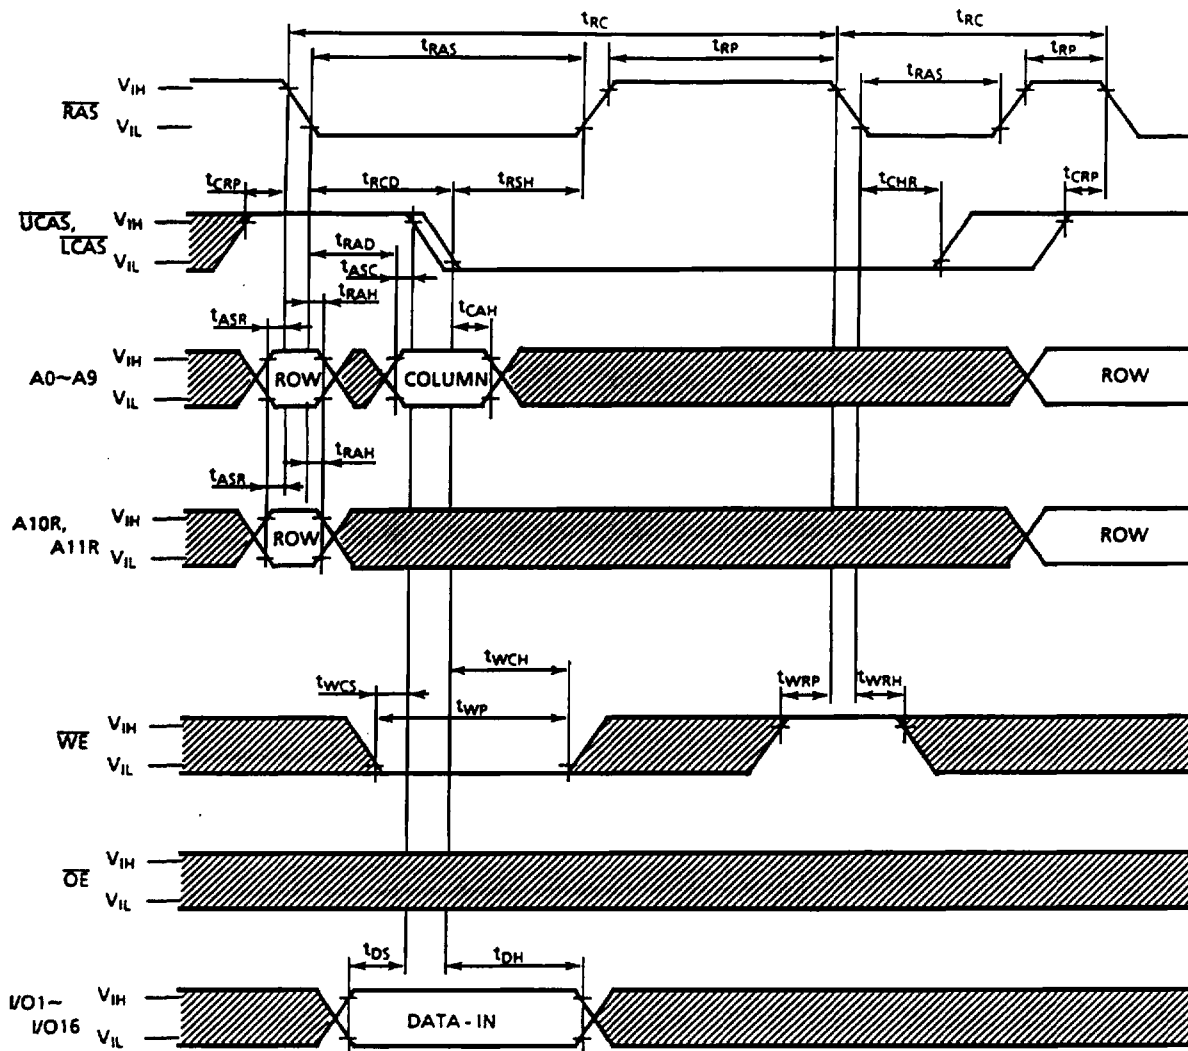 tRC tRC
tRAS tRP tRAS tRP
RAS VIH
VIL
tCRP tRCD tRSH tCHR tCRP
UCAS, VIH
LCAS VIL
tRAD
tASC
tRAH
tASR tCAH
A0~A9 VIH
VIL
ROW COLUMN ROW
tRAH
tASR
A10R, VIH
A11R VIL
ROW ROW
tWCH
tWCS tWRP tWRH
tWP
WE VIH
VIL
OE VIH
VIL
tDS tDH
I/O1~ VIH
I/O16 VIL
DATA-IN